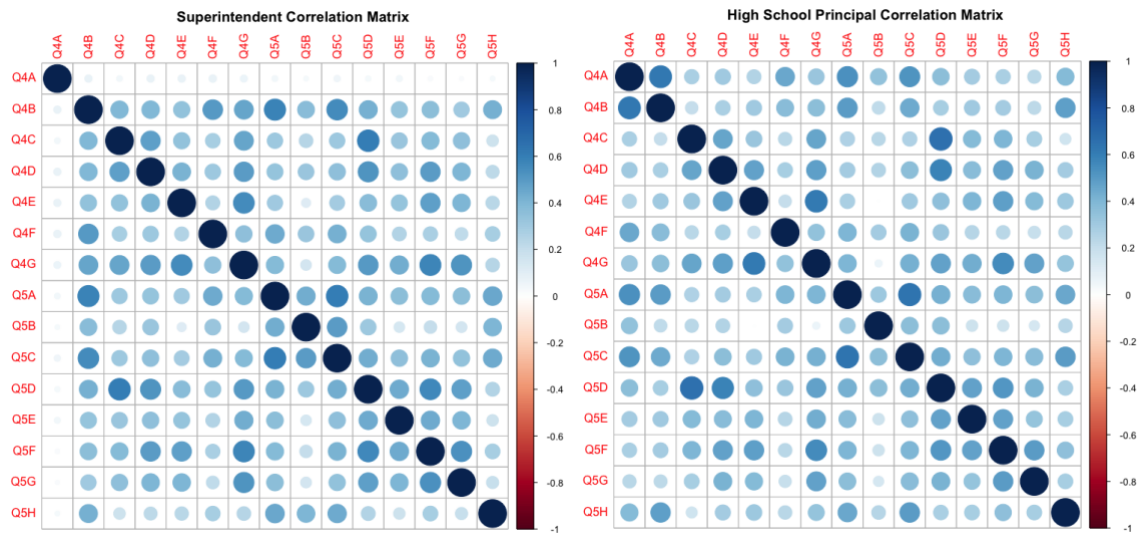 Superintendent Correlation Matrix
Q4A Q4B Q4C Q4D Q4E Q4F Q4G Q5A Q5B Q5C Q5D Q5E Q5F Q5G Q5H
Q4A
Q4B
Q4C
Q4D
Q4E
Q4F
Q4G
Q5A
Q5B
Q5C
Q5D
Q5E
Q5F
Q5G
Q5H
1
0.8
0.6
0.4
0.2
0
-0.2
-0.4
-0.6
-0.8
-1
High School Principal Correlation Matrix
Q4A Q4B Q4C Q4D Q4E Q4F Q4G Q5A Q5B Q5C Q5D Q5E Q5F Q5G Q5H
Q4A
Q4B
Q4C
Q4D
Q4E
Q4F
Q4G
Q5A
Q5B
Q5C
Q5D
Q5E
Q5F
Q5G
Q5H
1
0.8
0.6
0.4
0.2
0
-0.2
-0.4
-0.6
-0.8
-1